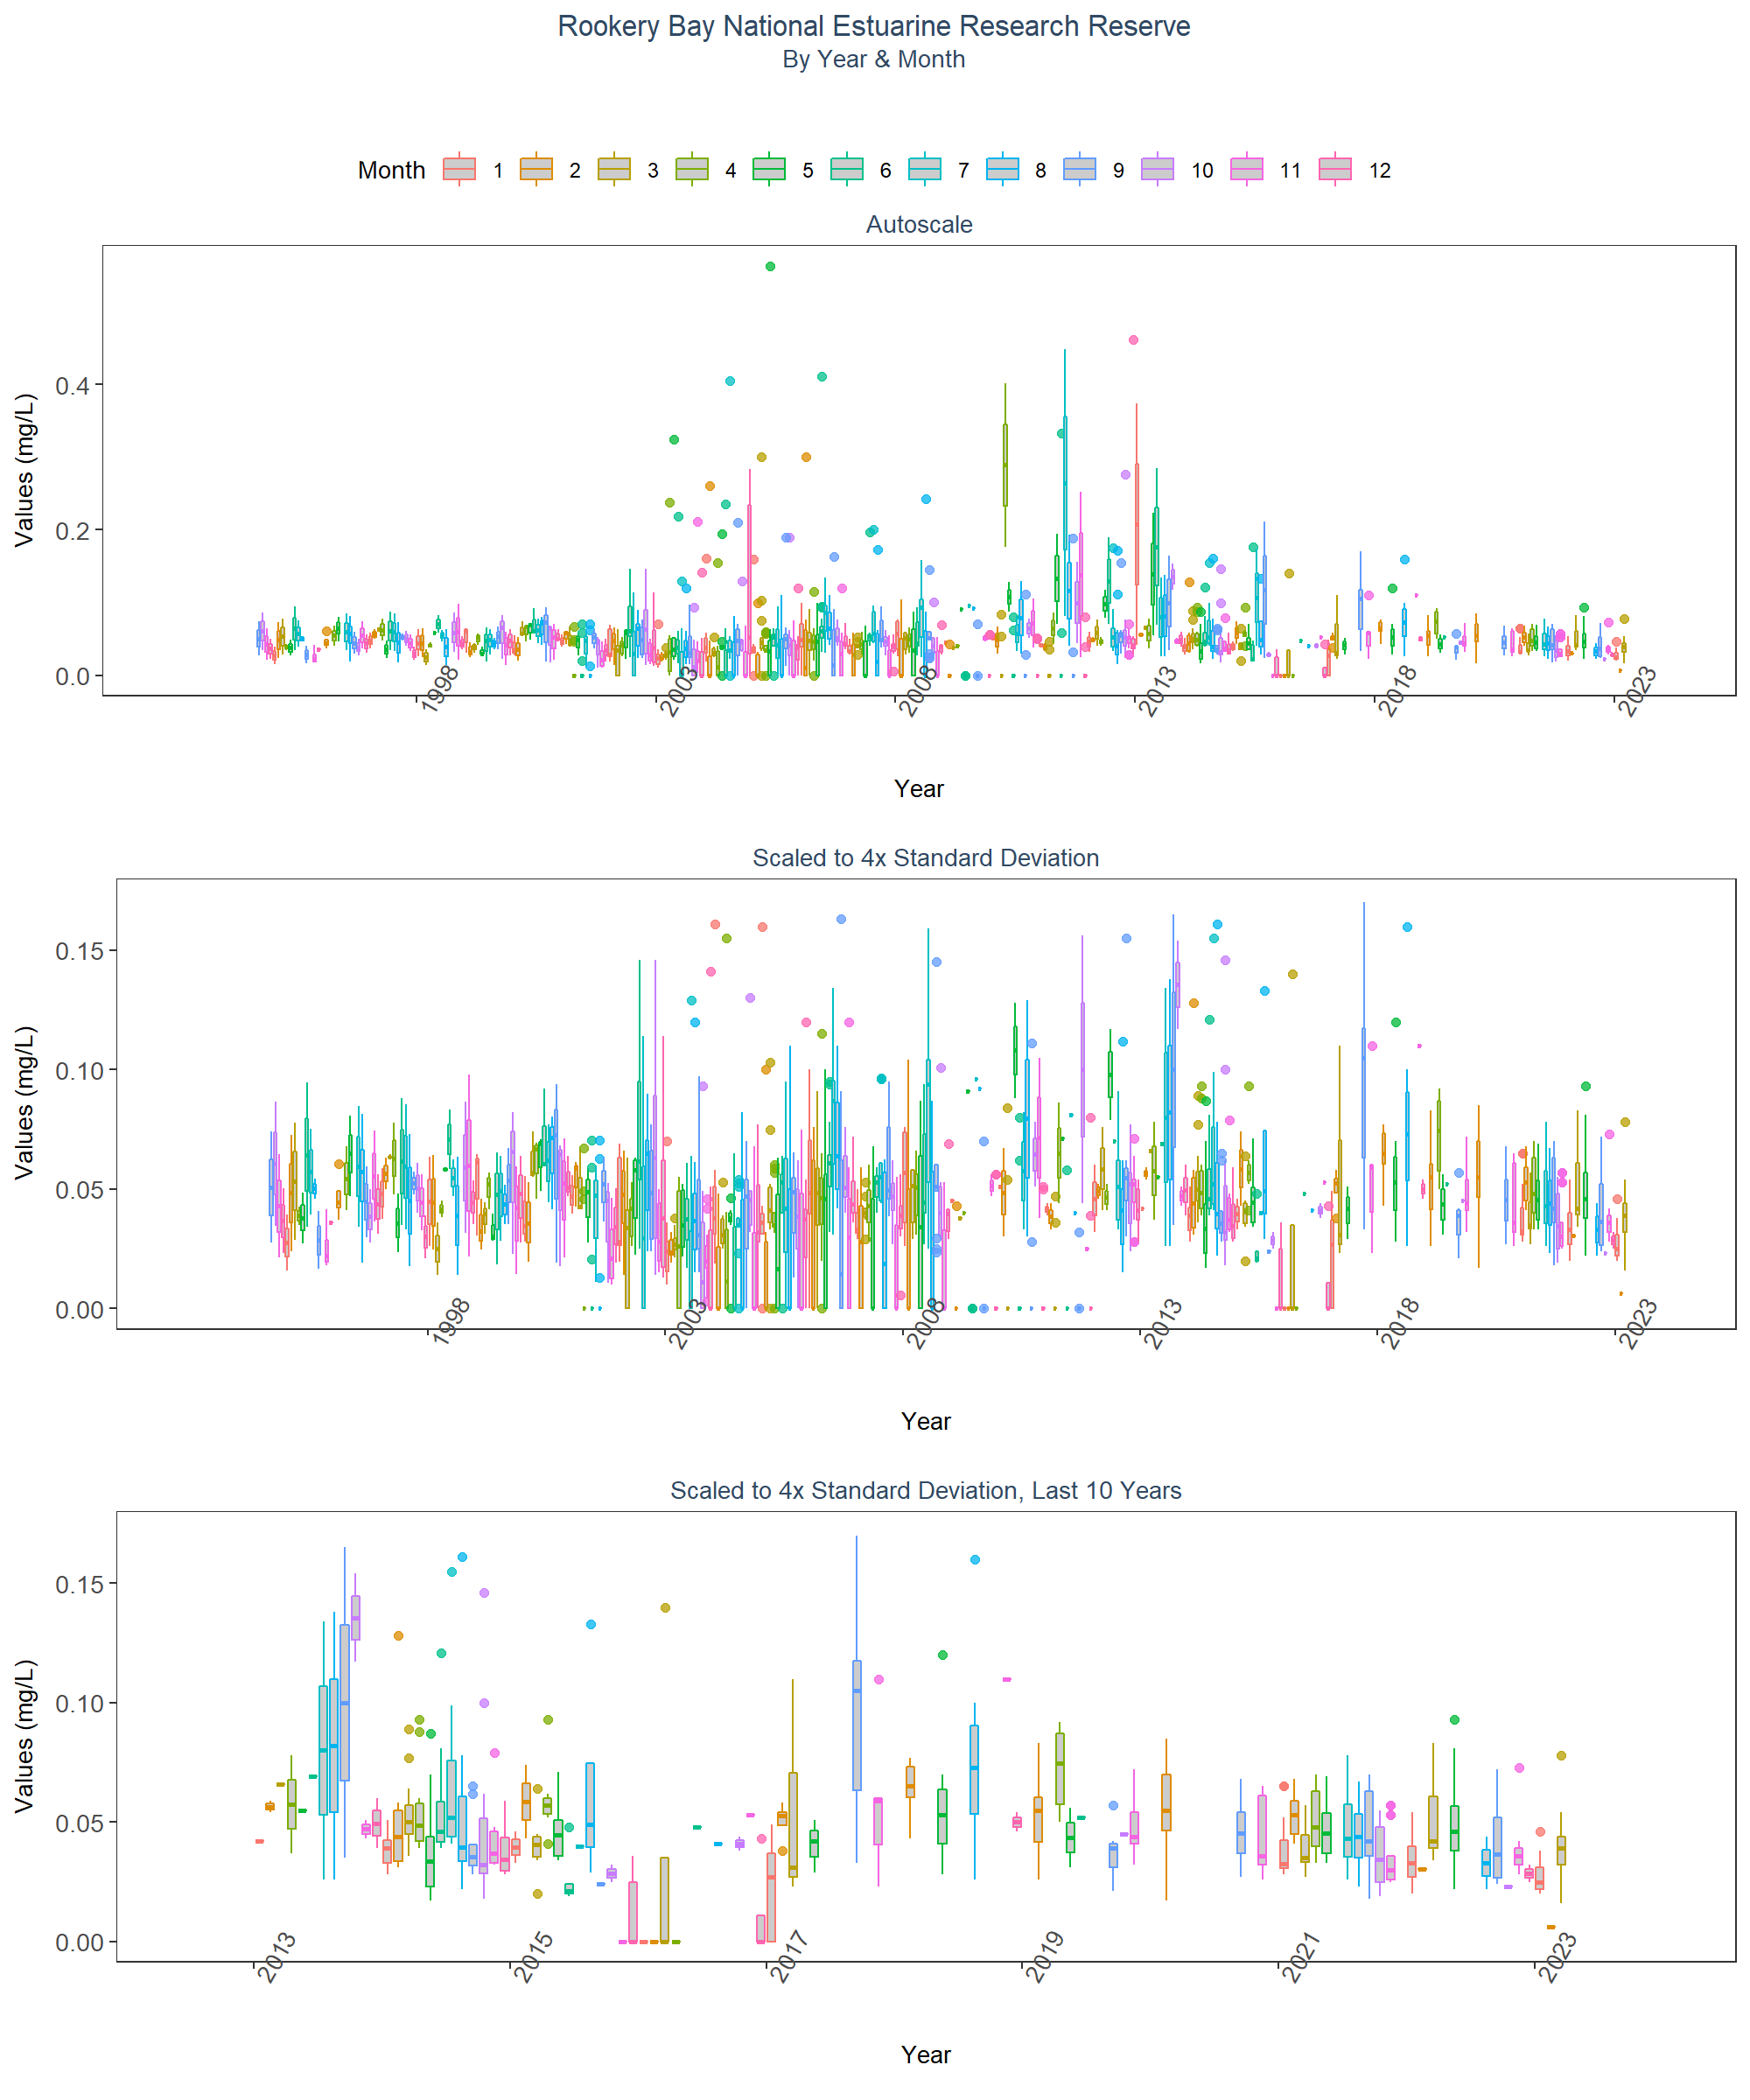 Rookery Bay National Estuarine Research Reserve
By Year & Month
Month 1 2 3 4 5 6 7 8 9 10 11 12
Autoscale
Values (mg/L)
0.4
0.2
0.0
1998 2003 2008 2013 2018 2023
Year
Scaled to 4x Standard Deviation
Values (mg/L)
0.15
0.10
0.05
0.00
1998 2003 2008 2013 2018 2023
Year
Scaled to 4x Standard Deviation, Last 10 Years
Values (mg/L)
0.15
0.10
0.05
0.00
2013 2015 2017 2019 2021 2023
Year